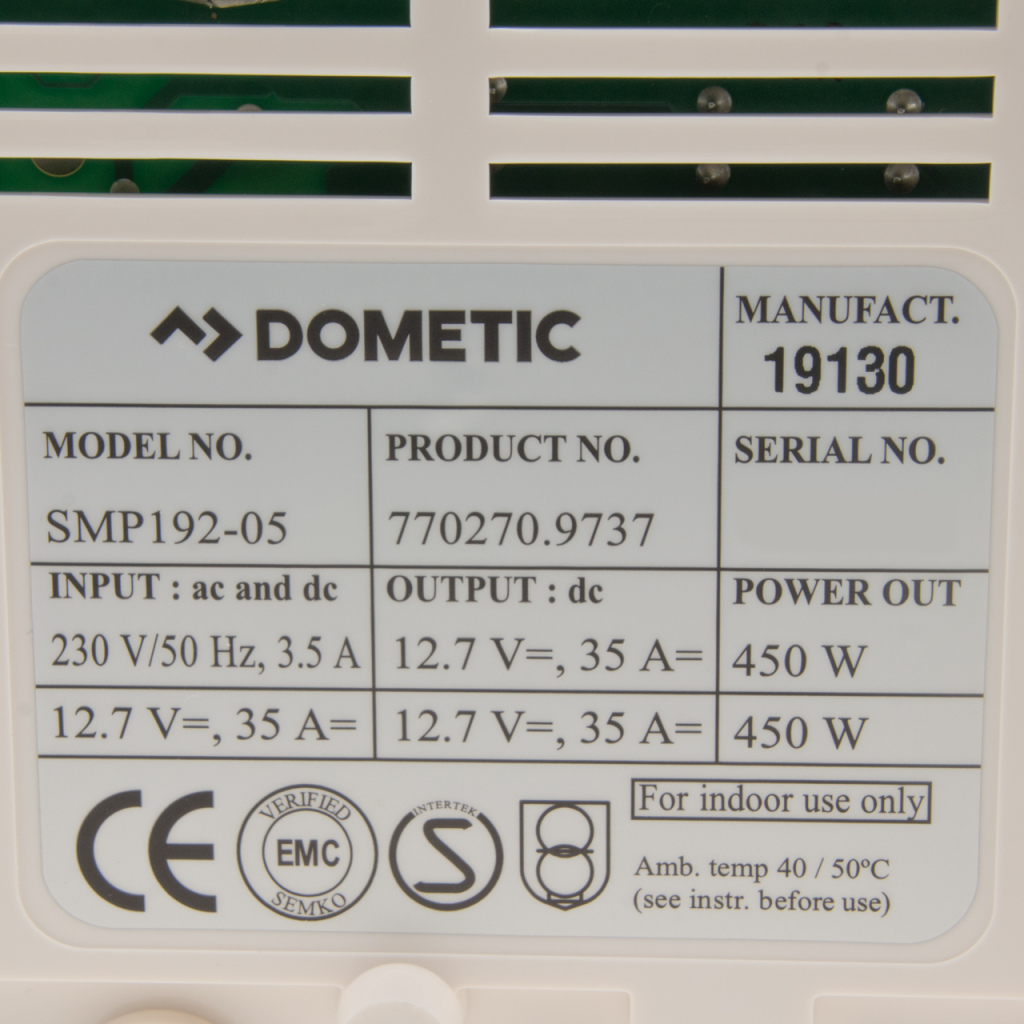 DOMETIC
MANUFACT.
19130
MODEL NO.
SMP192-05
PRODUCT NO.
770270.9737
SERIAL NO.
INPUT : ac and dc
230 V/50 Hz, 3.5 A
OUTPUT : dc
12.7 V=, 35 A=
POWER OUT
450 W
12.7 V=, 35 A=
12.7 V=, 35 A=
450 W
CE
VERIFIED
EMC
SEMKO
INTERTEK
S
For indoor use only
Amb. temp 40 / 50ºC
(see instr. before use)